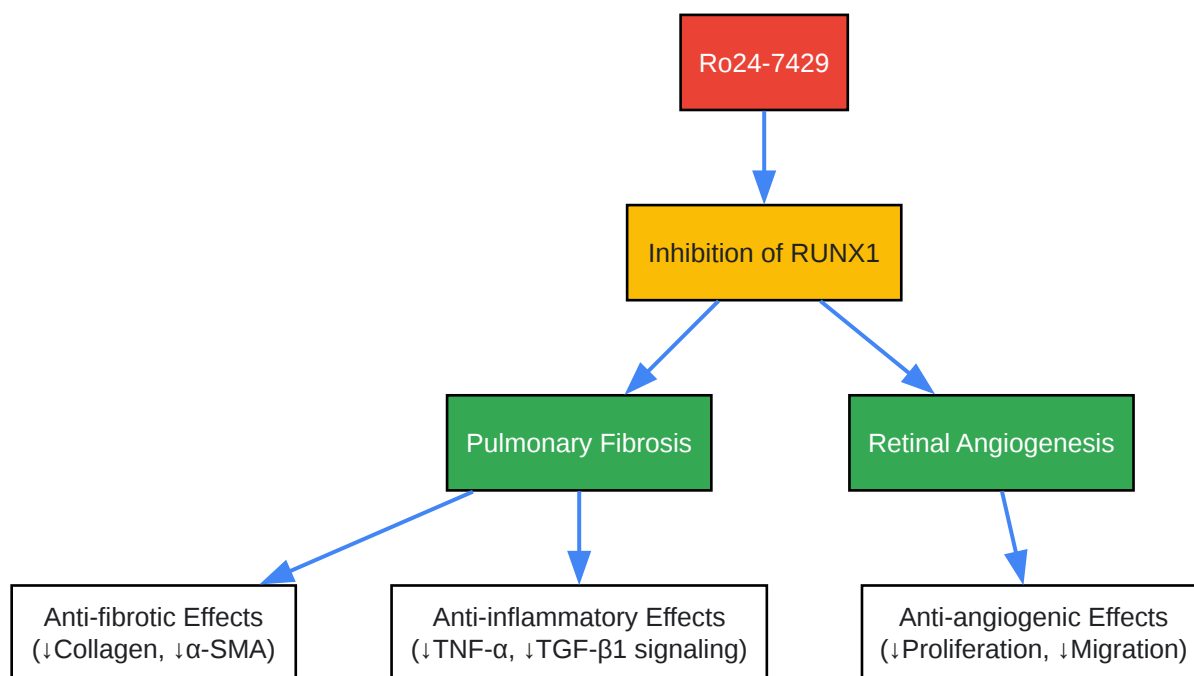 Ro24-7429
Inhibition of RUNX1
Pulmonary Fibrosis
Retinal Angiogenesis
Anti-fibrotic Effects
(↓Collagen, ↓α-SMA)
Anti-inflammatory Effects
(↓TNF-α, ↓TGF-β1 signaling)
Anti-angiogenic Effects
(↓Proliferation, ↓Migration)